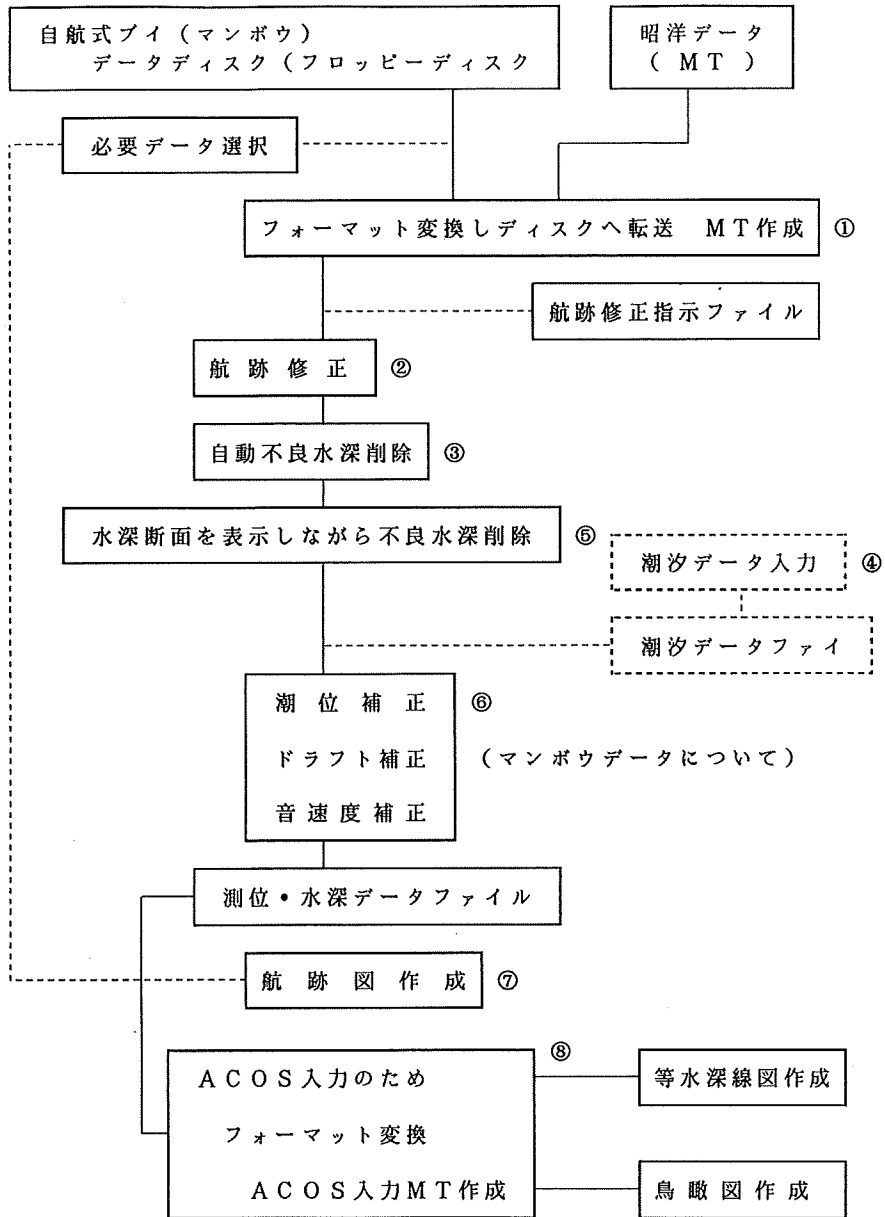 自航式ブイ（マンボウ）
データディスク（フロッピーディスク
昭洋データ
（ＭＴ）
必要データ選択
フォーマット変換しディスクへ転送　ＭＴ作成 ①
航跡修正指示ファイル
航跡修正 ②
自動不良水深削除 ③
水深断面を表示しながら不良水深削除 ⑤
潮汐データ入力 ④
潮汐データファイ
潮位補正 ⑥
ドラフト補正 （マンボウデータについて）
音速度補正
測位・水深データファイル
航跡図作成 ⑦
⑧
ＡＣＯＳ入力のため
フォーマット変換
ＡＣＯＳ入力ＭＴ作成
等水深線図作成
鳥瞰図作成